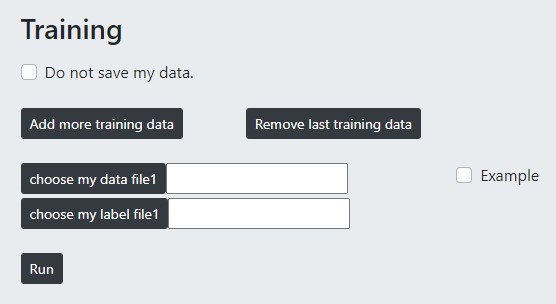 Training
Do not save my data.
Add more training data Remove last training data
choose my data file1 Example
choose my label file1
Run